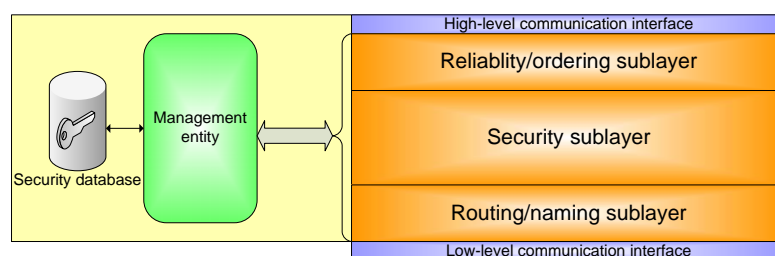 High-level communication interface
Reliablity/ordering sublayer
Management
entity
Security sublayer
Security database
Routing/naming sublayer
Low-level communication interface